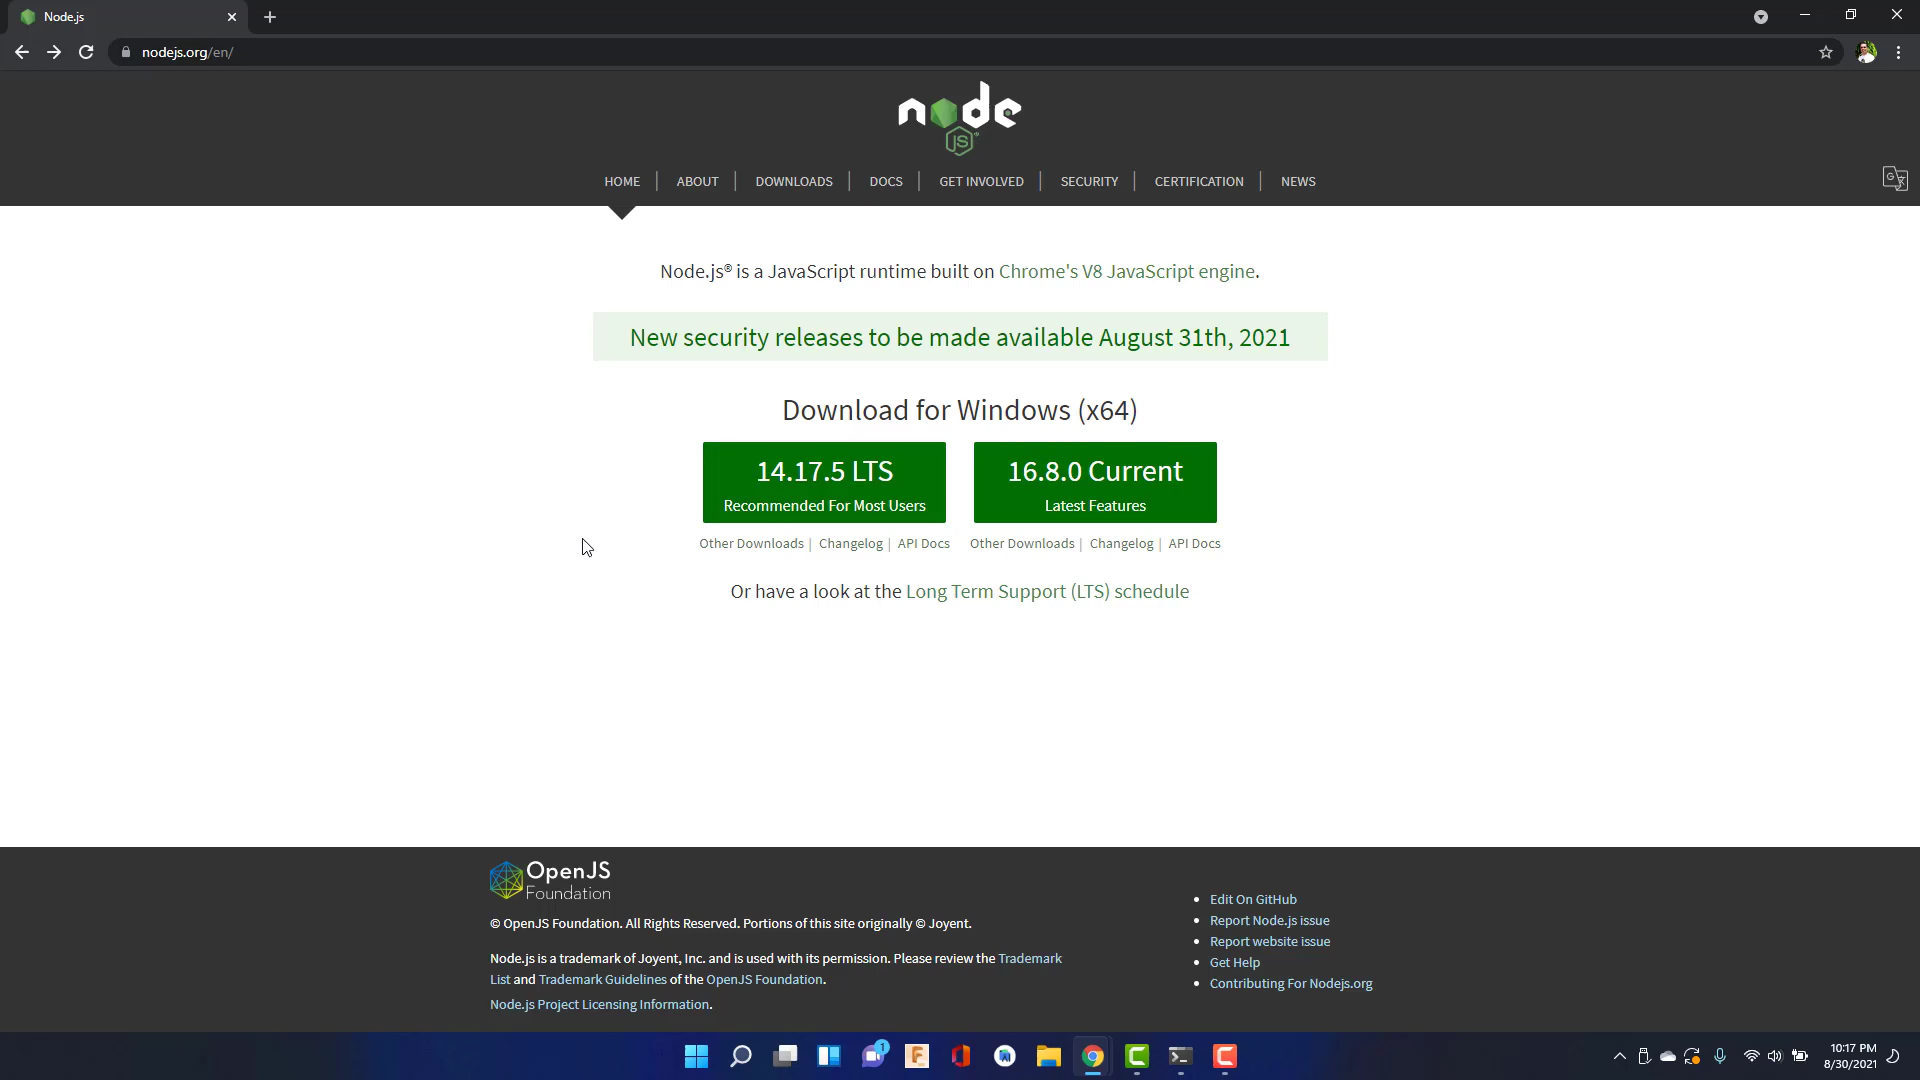 Node.js
nodejs.org/en/
node
JS
HOME | ABOUT | DOWNLOADS | DOCS | GET INVOLVED | SECURITY | CERTIFICATION | NEWS
Node.js® is a JavaScript runtime built on Chrome's V8 JavaScript engine.
New security releases to be made available August 31th, 2021
Download for Windows (x64)
14.17.5 LTS
Recommended For Most Users
16.8.0 Current
Latest Features
Other Downloads | Changelog | API Docs
Other Downloads | Changelog | API Docs
Or have a look at the Long Term Support (LTS) schedule
OpenJS
Foundation
© OpenJS Foundation. All Rights Reserved. Portions of this site originally © Joyent.
Node.js is a trademark of Joyent, Inc. and is used with its permission. Please review the Trademark
List and Trademark Guidelines of the OpenJS Foundation.
Node.js Project Licensing Information.
Edit On GitHub
Report Node.js issue
Report website issue
Get Help
Contributing For Nodejs.org
1
10:17 PM
8/30/2021